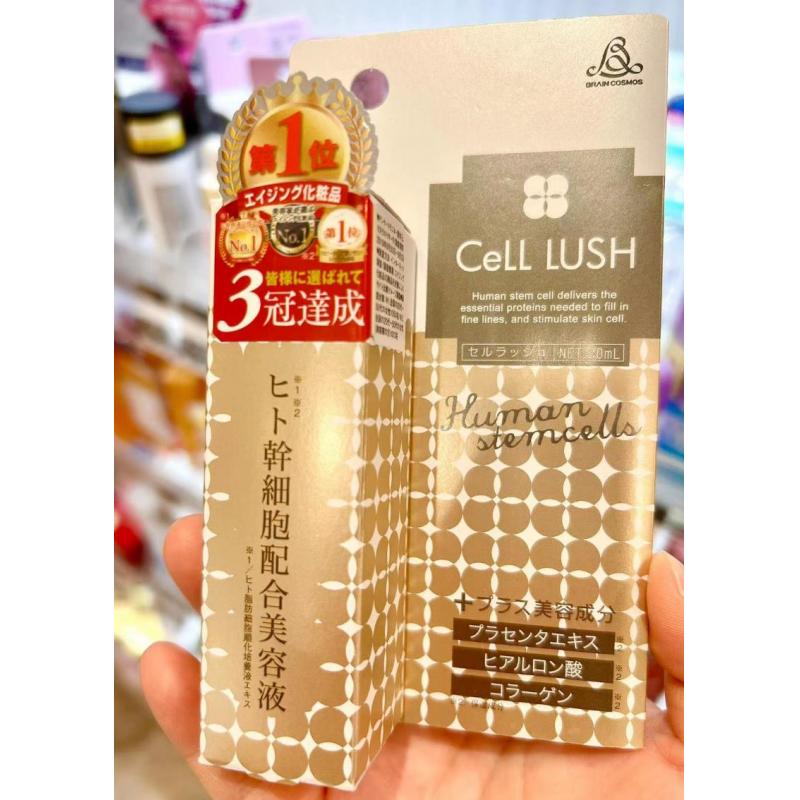 BRAIN COSMOS
第1位
エイジング化粧品
No.1
No.1
第1位
皆様に選ばれて
3冠達成
CeLL LUSH
Human stem cell delivers the
essential proteins needed to fill in
fine lines, and stimulate skin cell.
セルラッシュ NET
Human
stemcells
※1 ※2
ヒト幹細胞配合美容液
※1/ヒト脂肪細胞順化培養液エキス
+プラス美容成分
プラセンタエキス ※2
ヒアルロン酸 ※2
コラーゲン ※2